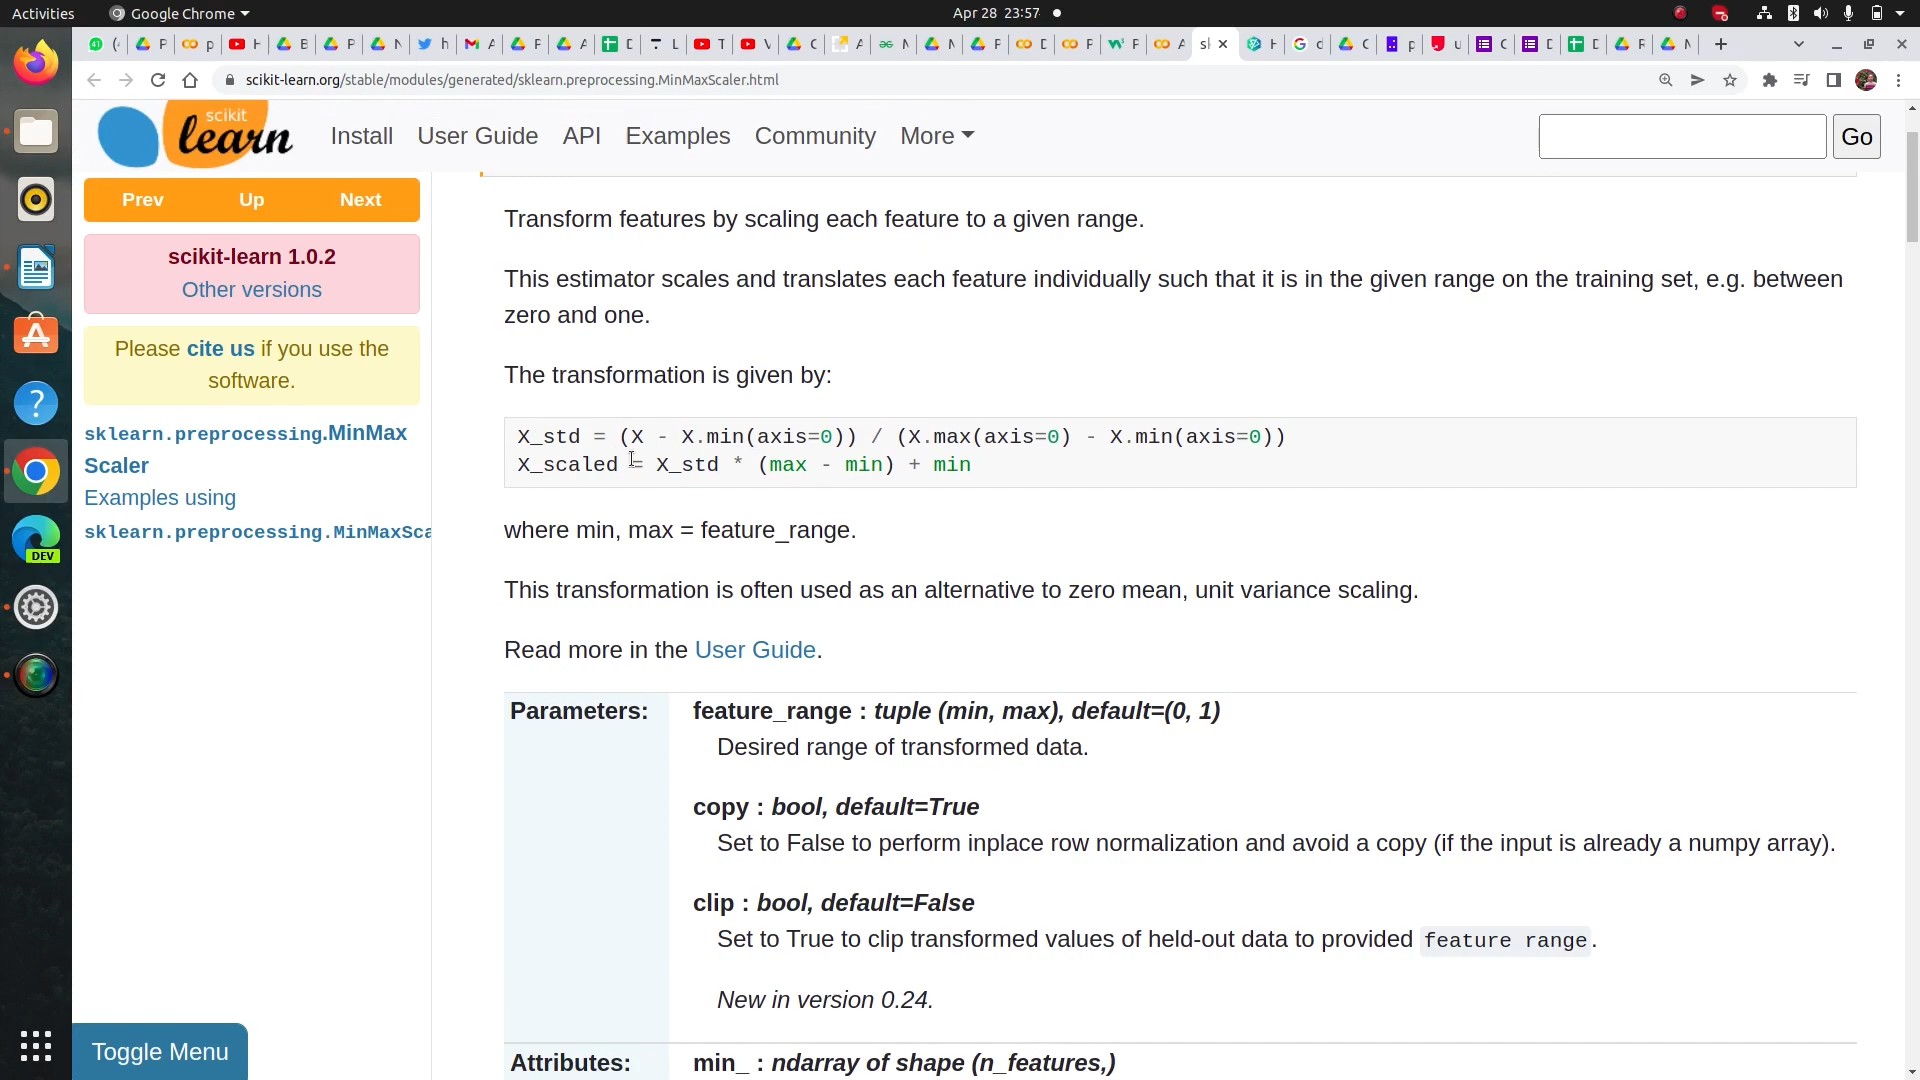 Activities
Google Chrome
Apr 28 23:57
scikit-learn.org/stable/modules/generated/sklearn.preprocessing.MinMaxScaler.html
scikit
learn
Install
User Guide
API
Examples
Community
More
Go
Prev
Up
Next
scikit-learn 1.0.2
Other versions
Please cite us if you use the
software.
sklearn.preprocessing.MinMax
Scaler
Examples using
sklearn.preprocessing.MinMaxSca
Toggle Menu
DEV
Transform features by scaling each feature to a given range.
This estimator scales and translates each feature individually such that it is in the given range on the training set, e.g. between
zero and one.
The transformation is given by:
X_std = (X - X.min(axis=0)) / (X.max(axis=0) - X.min(axis=0))
X_scaled = X_std * (max - min) + min
where min, max = feature_range.
This transformation is often used as an alternative to zero mean, unit variance scaling.
Read more in the User Guide.
Parameters:
feature_range : tuple (min, max), default=(0, 1)
Desired range of transformed data.
copy : bool, default=True
Set to False to perform inplace row normalization and avoid a copy (if the input is already a numpy array).
clip : bool, default=False
Set to True to clip transformed values of held-out data to provided feature range.
New in version 0.24.
Attributes:
min_ : ndarray of shape (n_features,)